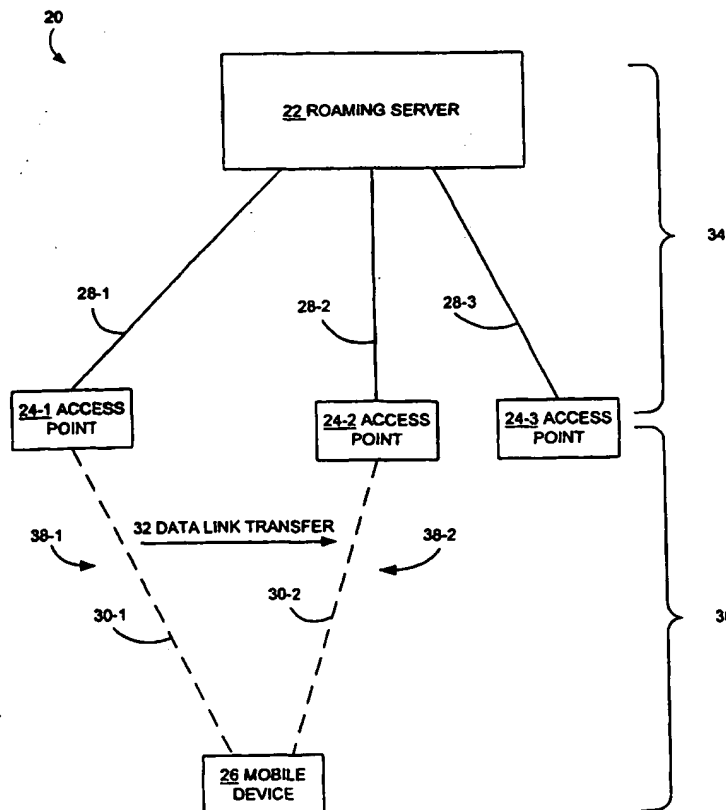 20
22 ROAMING SERVER
34
28-1
28-2
28-3
24-1 ACCESS
POINT
24-2 ACCESS
POINT
24-3 ACCESS
POINT
32 DATA LINK TRANSFER
38-1
38-2
30-1
30-2
26 MOBILE
DEVICE